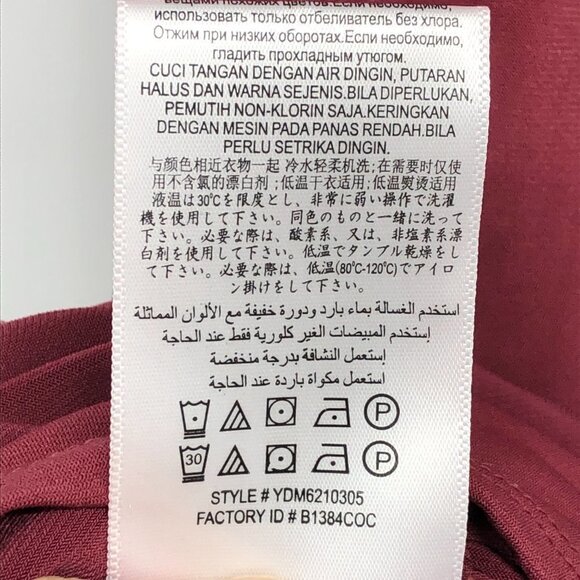 вещами похожих цветов.Если необходимо,
использовать только отбеливатель без хлора.
Отжим при низких оборотах.Если необходимо,
гладить прохладным утюгом.
CUCI TANGAN DENGAN AIR DINGIN, PUTARAN
HALUS DAN WARNA SEJENIS.BILA DIPERLUKAN,
PEMUTIH NON-KLORIN SAJA.KERINGKAN
DENGAN MESIN PADA PANAS RENDAH.BILA
PERLU SETRIKA DINGIN.
与颜色相近衣物一起 冷水轻柔机洗;在需要时仅使
用不含氯的漂白剂;低温干衣适用;低温熨烫适用
液温は30℃を限度とし、非常に弱い操作で洗濯
機を使用して下さい。同色のものと一緒に洗って
下さい。必要な際は、酸素系、又は、非塩素系漂
白剤を使用して下さい。低温でタンブル乾燥をし
て下さい。必要な際は、低温(80℃-120℃)でアイロ
ン掛けをして下さい。
استخدم الغسالة بماء بارد ودورة خفيفة مع الألوان المماثلة
إستخدم المبيضات الغير كلورية فقط عند الحاجة
إستعمل النشافة بدرجة منخفضة
إستعمل مكواة باردة عند الحاجة
P
30 P
STYLE # YDM6210305
FACTORY ID # B1384COC